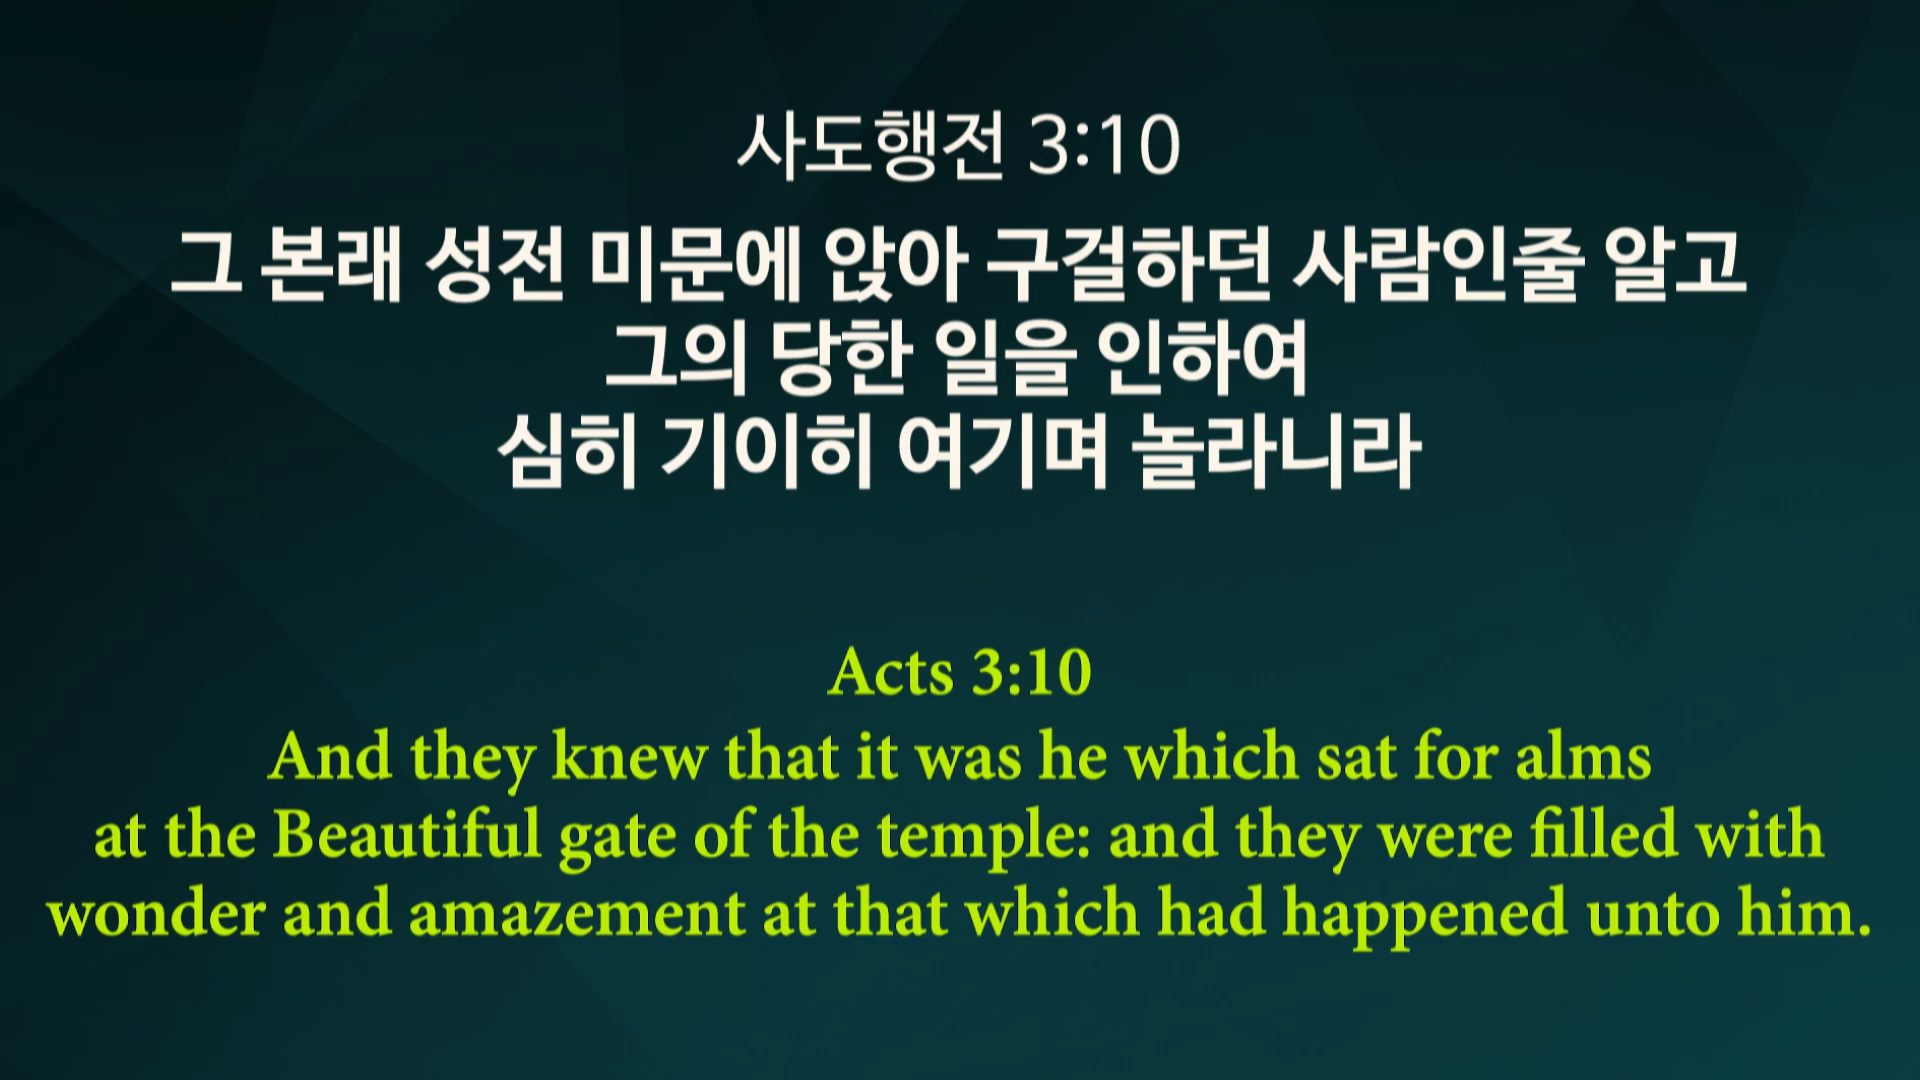 사도행전 3:10
그 본래 성전 미문에 앉아 구걸하던 사람인줄 알고
그의 당한 일을 인하여
심히 기이히 여기며 놀라니라
Acts 3:10
And they knew that it was he which sat for alms
at the Beautiful gate of the temple: and they were filled with
wonder and amazement at that which had happened unto him.